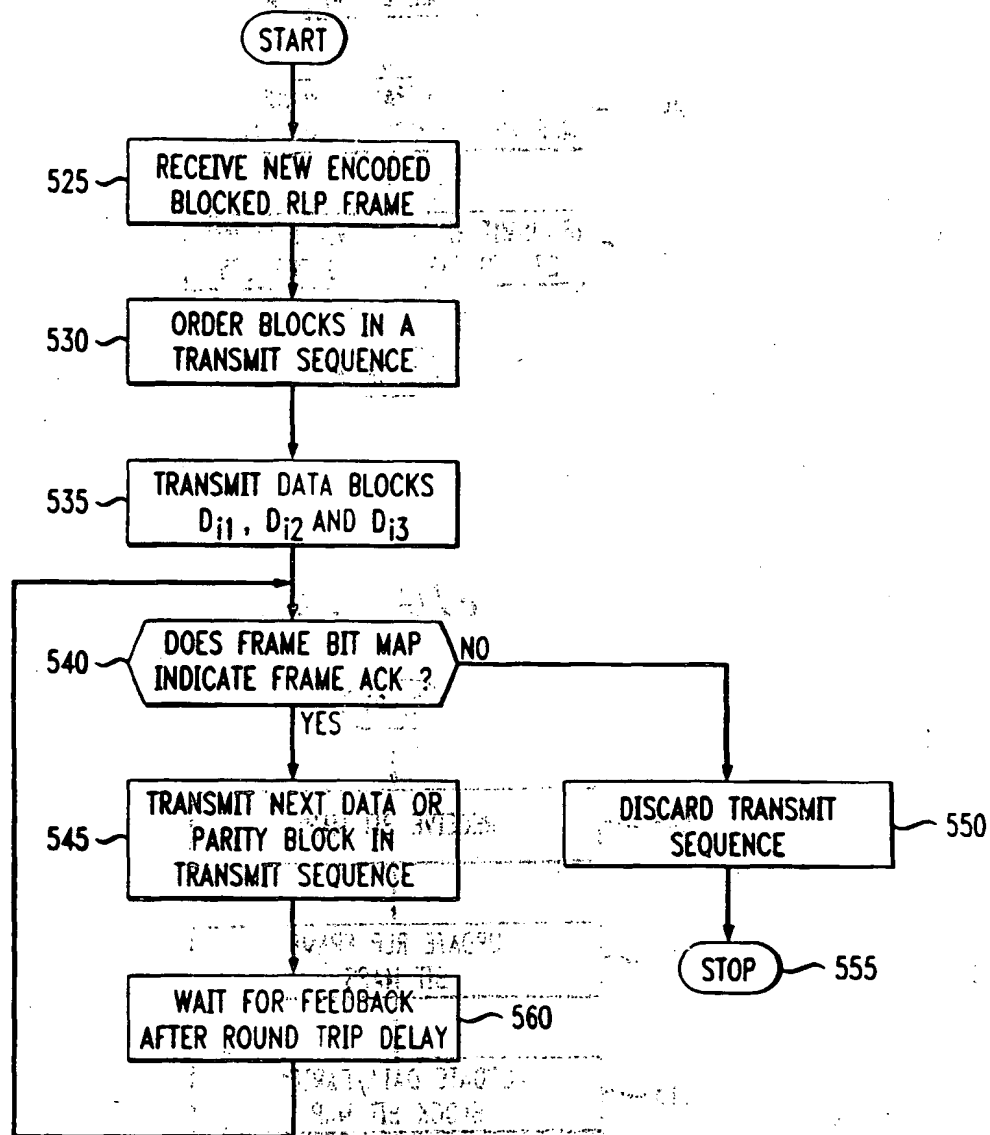 START
525
RECEIVE NEW ENCODED
BLOCKED RLP FRAME
530
ORDER BLOCKS IN A
TRANSMIT SEQUENCE
535
TRANSMIT DATA BLOCKS
Di1, Di2 AND Di3
540
DOES FRAME BIT MAP
INDICATE FRAME ACK ?
NO
YES
545
TRANSMIT NEXT DATA OR
PARITY BLOCK IN
TRANSMIT SEQUENCE
DISCARD TRANSMIT
SEQUENCE
550
STOP
555
WAIT FOR FEEDBACK
AFTER ROUND TRIP DELAY
560